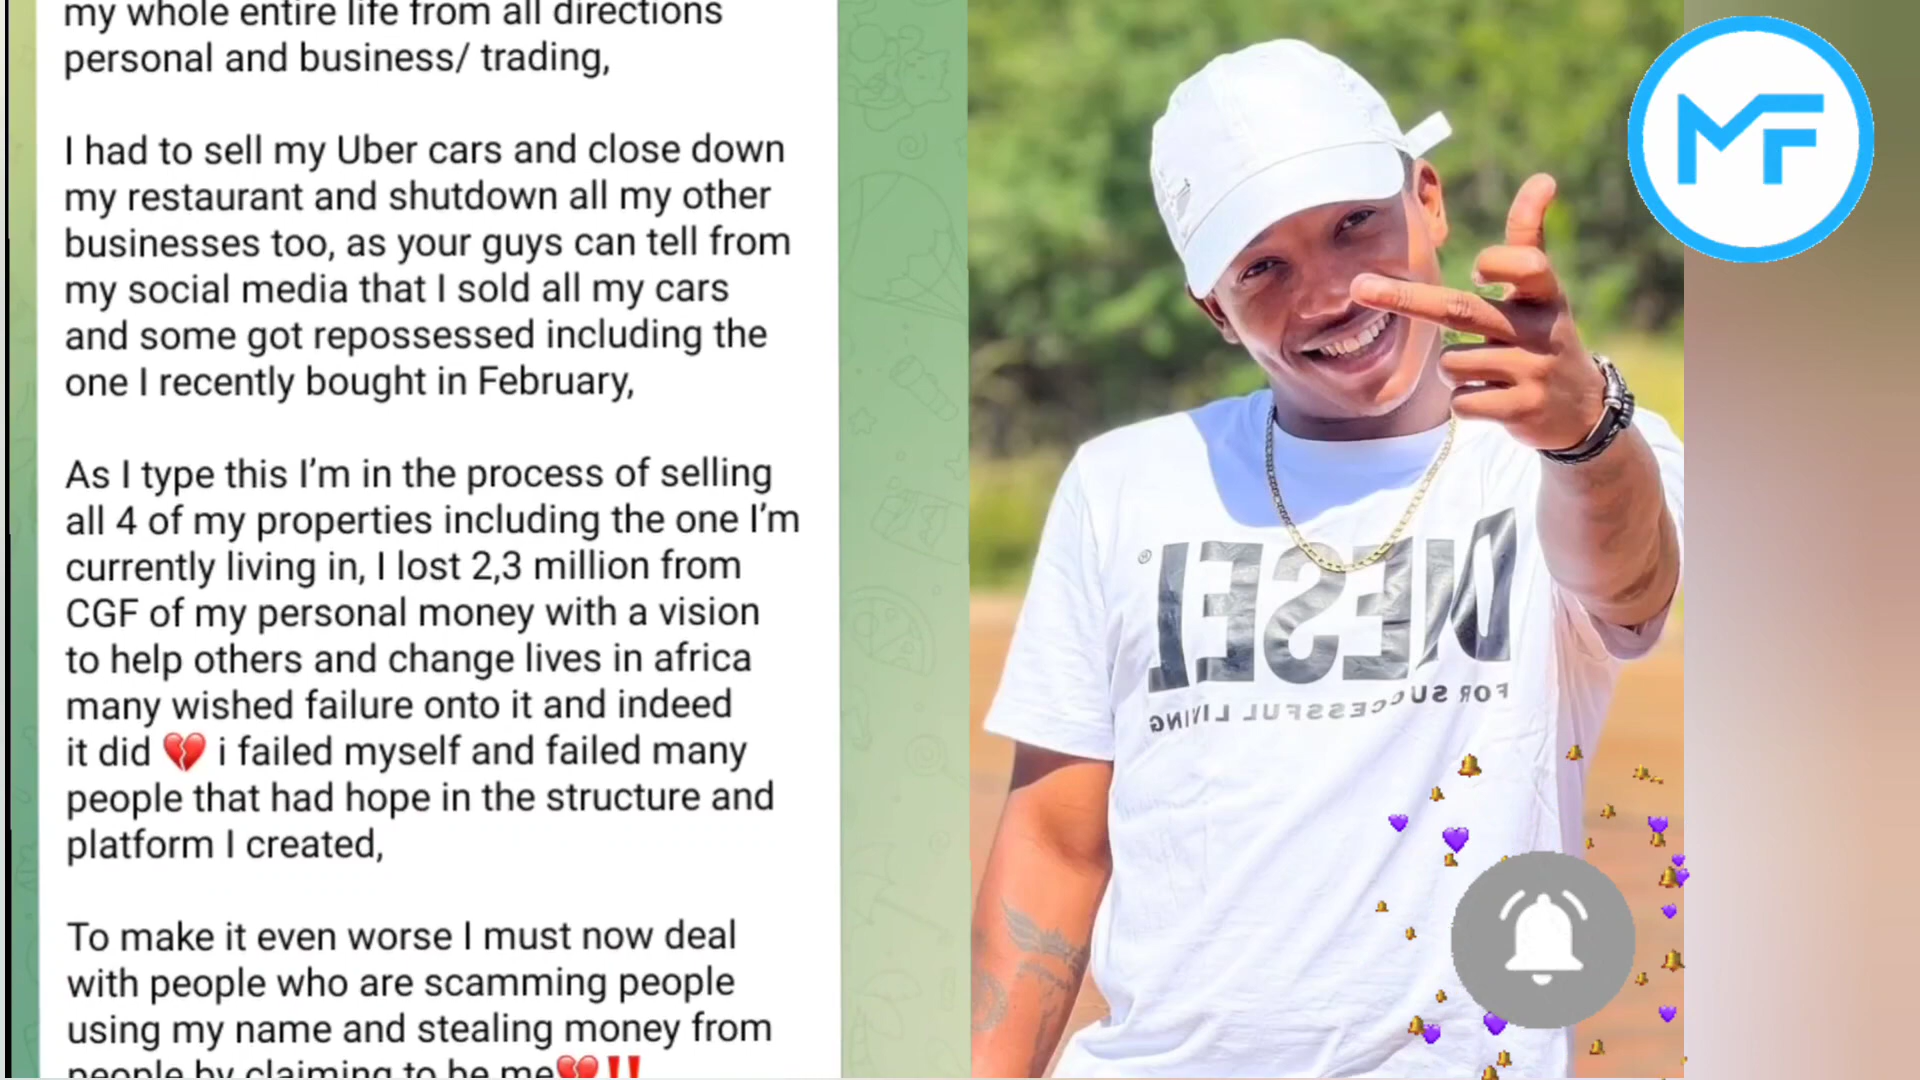 my whole entire life from all directions
personal and business/ trading,
I had to sell my Uber cars and close down
my restaurant and shutdown all my other
businesses too, as your guys can tell from
my social media that I sold all my cars
and some got repossessed including the
one I recently bought in February,
As I type this I’m in the process of selling
all 4 of my properties including the one I’m
currently living in, I lost 2,3 million from
CGF of my personal money with a vision
to help others and change lives in africa
many wished failure onto it and indeed
it did 💔 i failed myself and failed many
people that had hope in the structure and
platform I created,
To make it even worse I must now deal
with people who are scamming people
using my name and stealing money from
people by claiming to be me💔‼️
MF
DIESEL®
FOR SUCCESSFUL LIVING